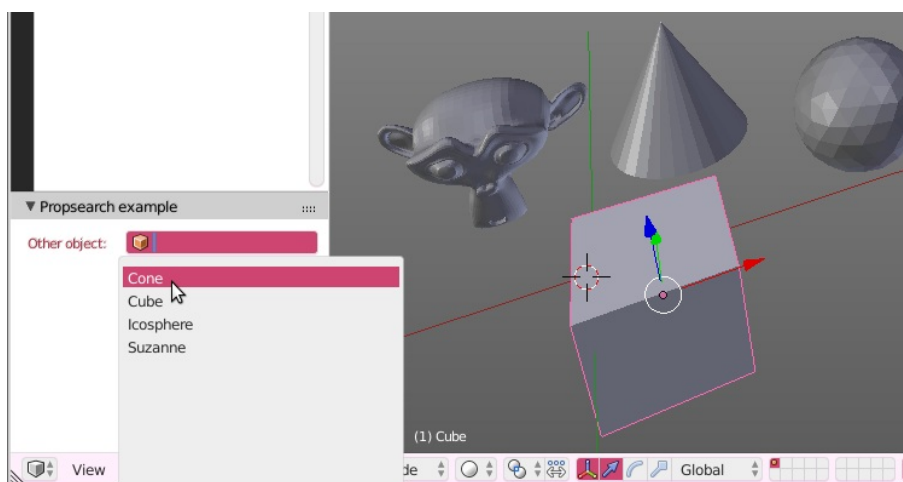 Propsearch example
Other object:
Cone
Cube
Icosphere
Suzanne
(1) Cube
View
de
Global